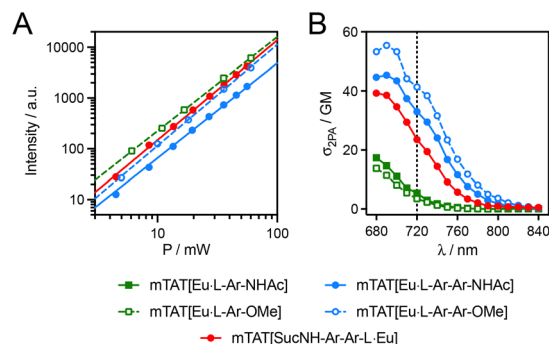 A
B
Intensity / a.u.
10000
1000
100
10
10
100
P / mW
σ2PA / GM
60
40
20
0
680
720
760
800
840
λ / nm
mTAT[Eu·L-Ar-NHAc]
mTAT[Eu·L-Ar-Ar-NHAc]
mTAT[Eu·L-Ar-OMe]
mTAT[Eu·L-Ar-Ar-OMe]
mTAT[SucNH-Ar-Ar-L·Eu]